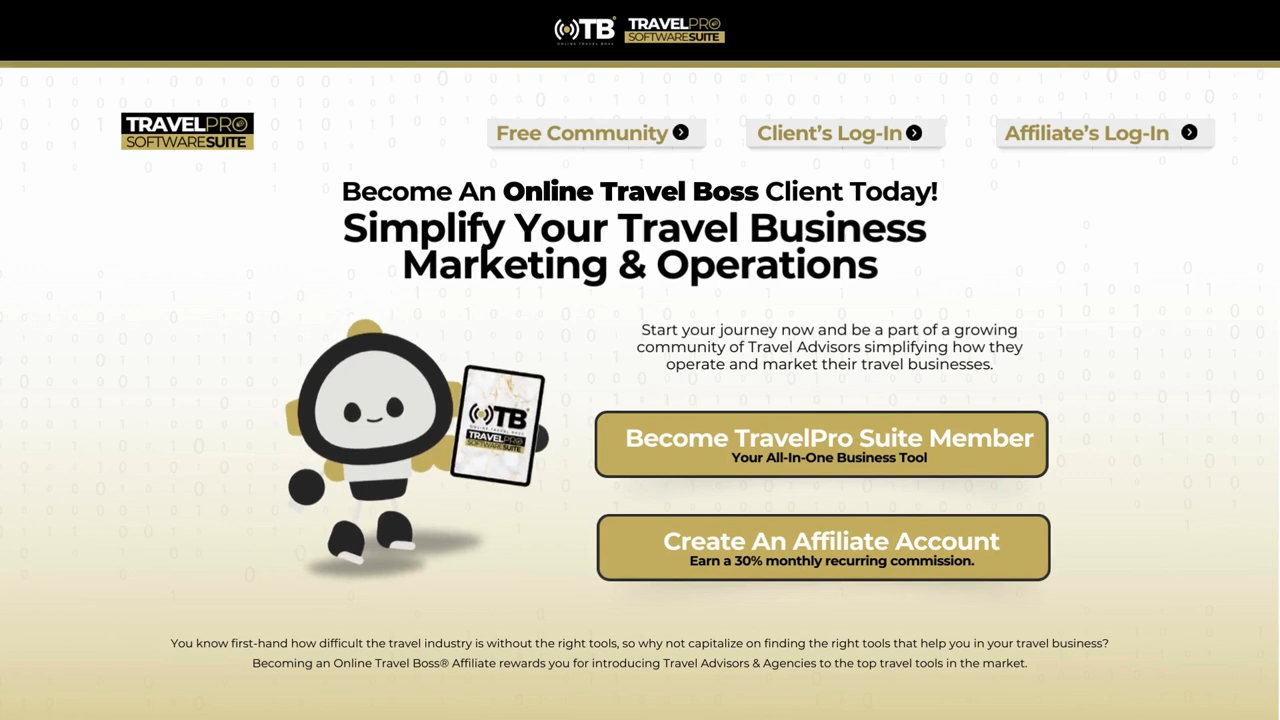 OTB
ONLINE TRAVEL BOSS
TRAVELPRO
SOFTWARESUITE
TRAVELPRO
SOFTWARESUITE
Free Community
Client's Log-In
Affiliate's Log-In
Become An Online Travel Boss Client Today!
Simplify Your Travel Business
Marketing & Operations
Start your journey now and be a part of a growing
community of Travel Advisors simplifying how they
operate and market their travel businesses.
OTB
ONLINE TRAVEL BOSS
TRAVELPRO
SOFTWARESUITE
Become TravelPro Suite Member
Your All-In-One Business Tool
Create An Affiliate Account
Earn a 30% monthly recurring commission.
You know first-hand how difficult the travel industry is without the right tools, so why not capitalize on finding the right tools that help you in your travel business?
Becoming an Online Travel Boss® Affiliate rewards you for introducing Travel Advisors & Agencies to the top travel tools in the market.